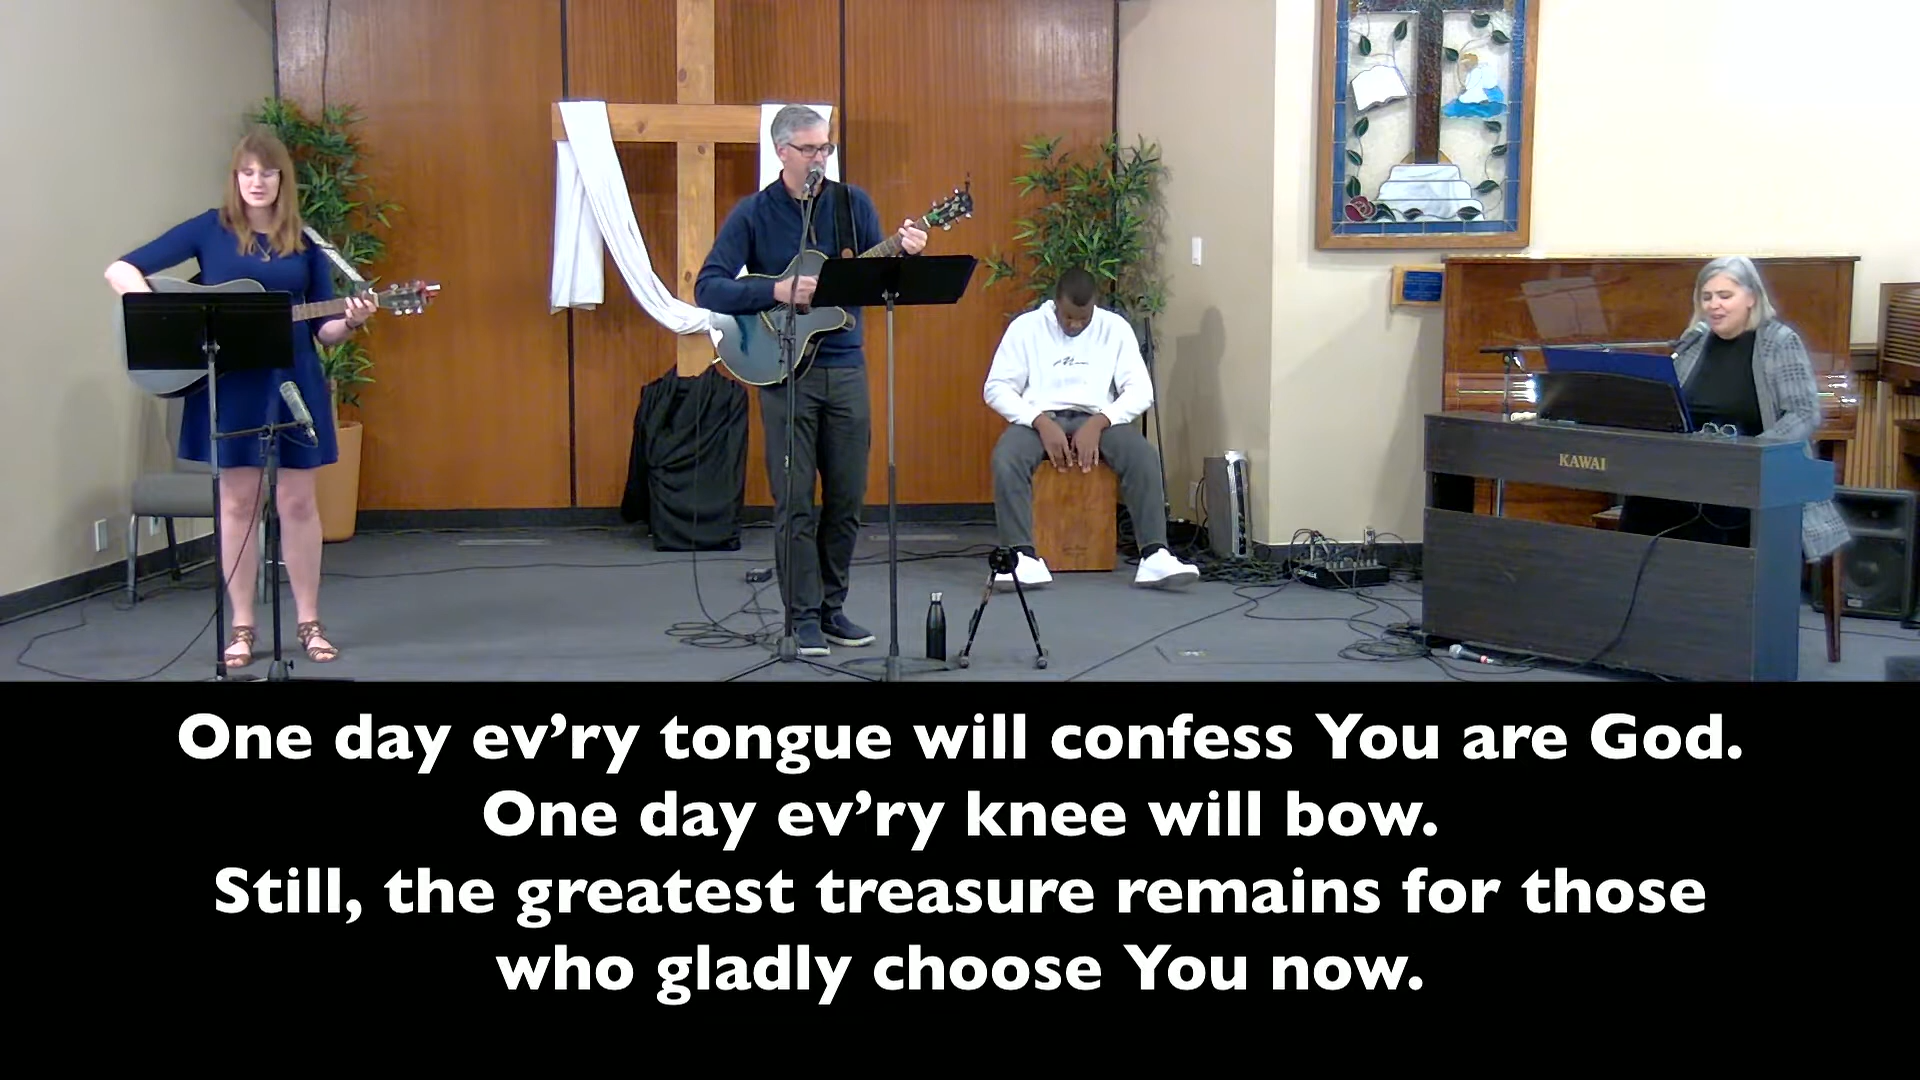 KAWAI
One day ev’ry tongue will confess You are God.
One day ev’ry knee will bow.
Still, the greatest treasure remains for those
who gladly choose You now.